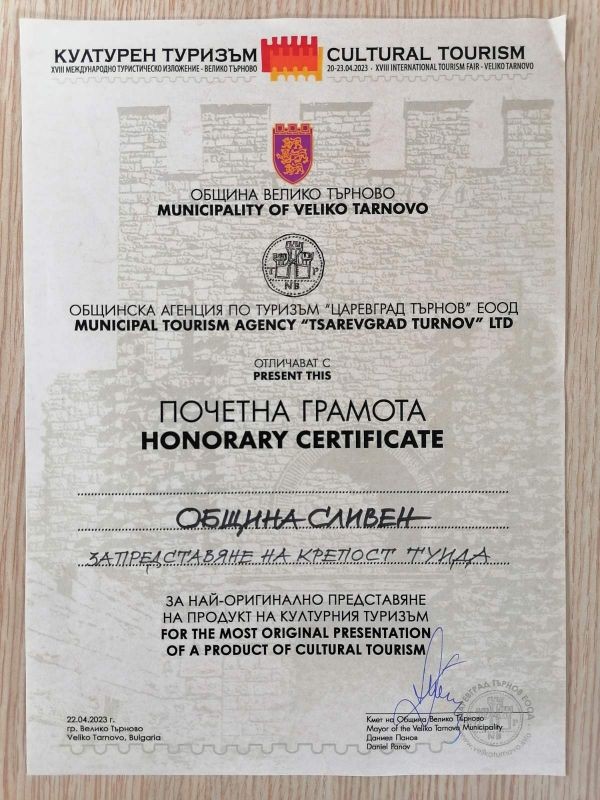 КУЛТУРЕН ТУРИЗЪМ
XVIII МЕЖДУНАРОДНО ТУРИСТИЧЕСКО ИЗЛОЖЕНИЕ - ВЕЛИКО ТЪРНОВО
CULTURAL TOURISM
20-23.04.2023 - XVIII INTERNATIONAL TOURISM FAIR - VELIKO TARNOVO
ОБЩИНА ВЕЛИКО ТЪРНОВО
MUNICIPALITY OF VELIKO TARNOVO
Т Р
NB
ОБЩИНСКА АГЕНЦИЯ ПО ТУРИЗЪМ "ЦАРЕВГРАД ТЪРНОВ" ЕООД
MUNICIPAL TOURISM AGENCY "TSAREVGRAD TURNOV" LTD
ОТЛИЧАВАТ С
PRESENT THIS
ПОЧЕТНА ГРАМОТА
HONORARY CERTIFICATE
ОБЩИНА СЛИВЕН
ЗА ПРЕДСТАВЯНЕ НА КРЕПОСТ ТУИДА
ЗА НАЙ-ОРИГИНАЛНО ПРЕДСТАВЯНЕ
НА ПРОДУКТ НА КУЛТУРНИЯ ТУРИЗЪМ
FOR THE MOST ORIGINAL PRESENTATION
OF A PRODUCT OF CULTURAL TOURISM
22.04.2023 г.
гр. Велико Търново
Veliko Tarnovo, Bulgaria
Кмет на Община Велико Търново
Mayor of the Veliko Tarnovo Municipality
Даниел Панов
Daniel Panov